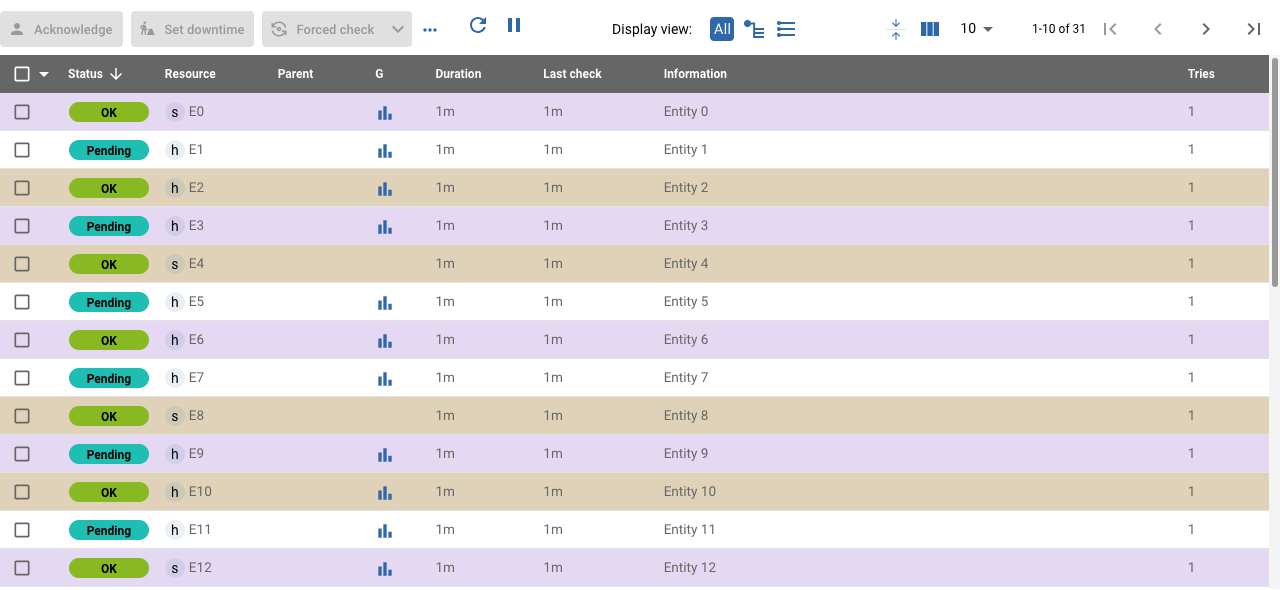 Acknowledge Set downtime Forced check Display view: All 10 1-10 of 31
Status Resource Parent G Duration Last check Information Tries
OK s E0 1m 1m Entity 0 1
Pending h E1 1m 1m Entity 1 1
OK h E2 1m 1m Entity 2 1
Pending h E3 1m 1m Entity 3 1
OK s E4 1m 1m Entity 4 1
Pending h E5 1m 1m Entity 5 1
OK h E6 1m 1m Entity 6 1
Pending h E7 1m 1m Entity 7 1
OK s E8 1m 1m Entity 8 1
Pending h E9 1m 1m Entity 9 1
OK h E10 1m 1m Entity 10 1
Pending h E11 1m 1m Entity 11 1
OK s E12 1m 1m Entity 12 1